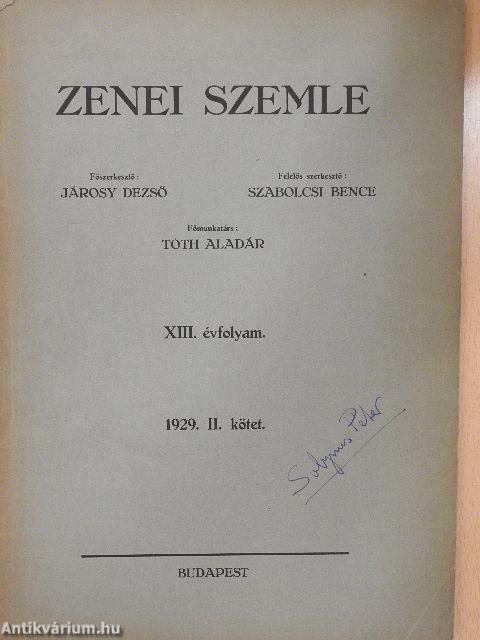 ZENEI SZEMLE
Főszerkesztő:
JÁROSY DEZSŐ
Felelős szerkesztő:
SZABOLCSI BENCE
Főmunkatárs:
TÓTH ALADÁR
XIII. évfolyam.
1929. II. kötet.
Solymos Péter
BUDAPEST
Antikvárium.hu